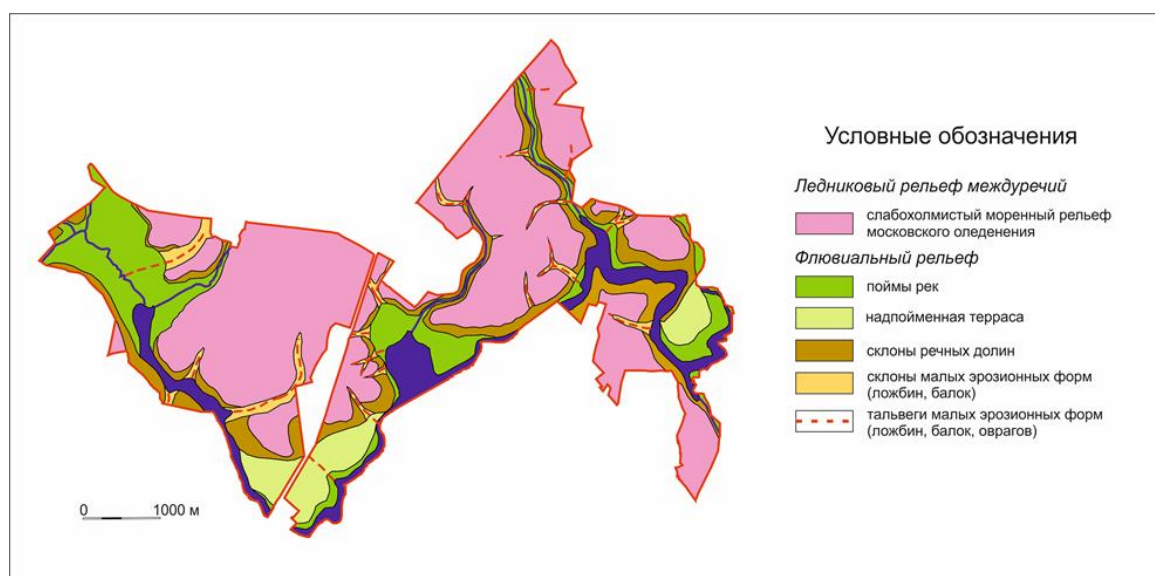 Условные обозначения
Ледниковый рельеф междуречий
слабохолмистый моренный рельеф
московского оледенения
Флювиальный рельеф
поймы рек
надпойменная терраса
склоны речных долин
склоны малых эрозионных форм
(ложбин, балок)
тальвеги малых эрозионных форм
(ложбин, балок, оврагов)
0 1000 м